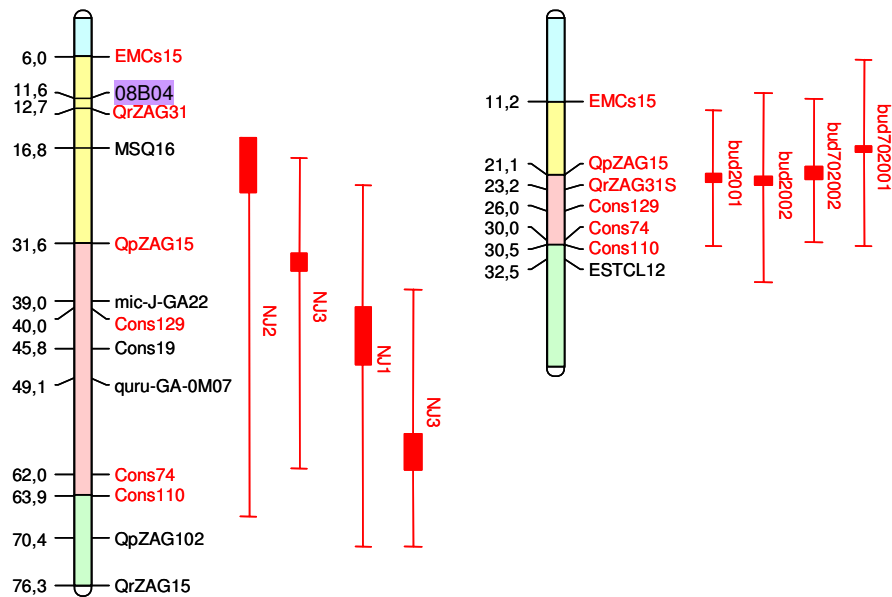 6,0 EMCs15
11,6 08B04
12,7 QrZAG31
16,8 MSQ16
31,6 QpZAG15
39,0 mic-J-GA22
40,0 Cons129
45,8 Cons19
49,1 quru-GA-0M07
62,0 Cons74
63,9 Cons110
70,4 QpZAG102
76,3 QrZAG15
NJ2
NJ3
NJ1
NJ3
11,2 EMCs15
21,1 QpZAG15
23,2 QrZAG31S
26,0 Cons129
30,0 Cons74
30,5 Cons110
32,5 ESTCL12
bud2001
bud2002
bud702002
bud702001